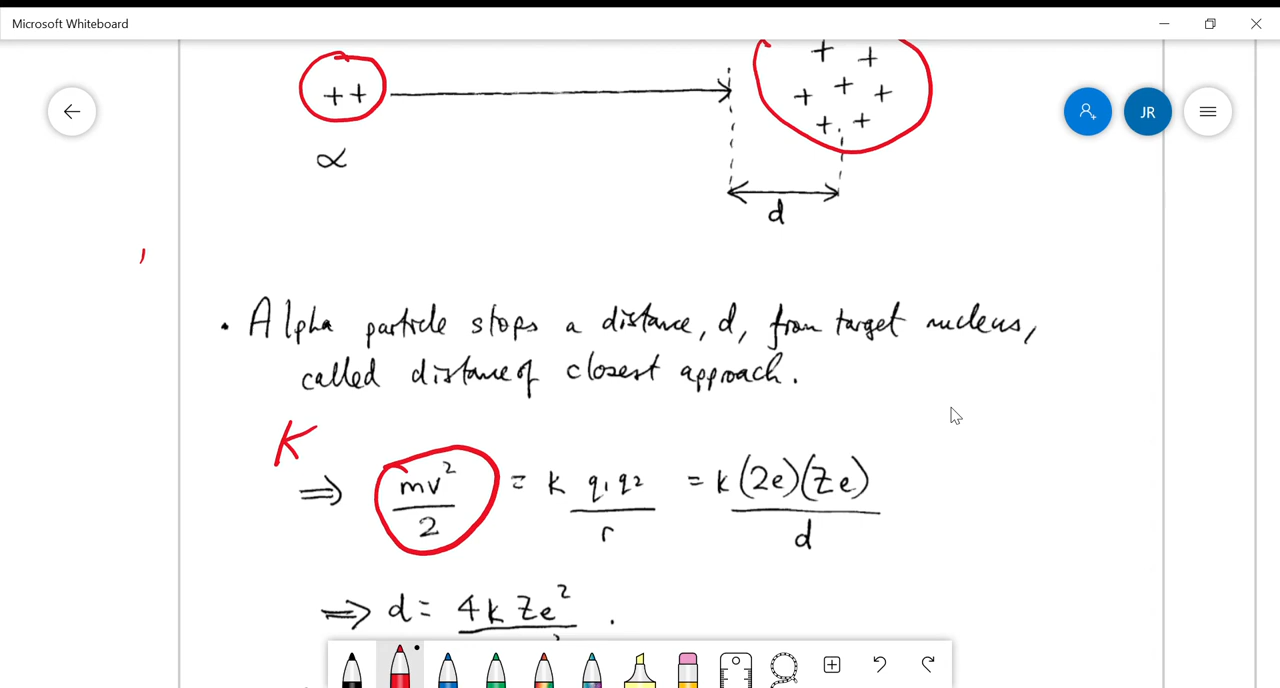 Microsoft Whiteboard
+ +
+ + + + + + +
α
JR
d
• Alpha particle stops a distance, d, from target nucleus,
called distance of closest approach.
K
⇒ mv²/2 = k q₁q₂/r = k(2e)(Ze)/d
⇒ d = 4kZe²